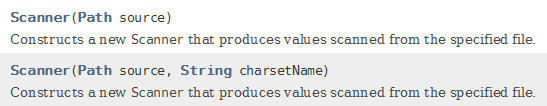 Scanner(Path source)
Constructs a new Scanner that produces values scanned from the specified file.
Scanner(Path source, String charsetName)
Constructs a new Scanner that produces values scanned from the specified file.